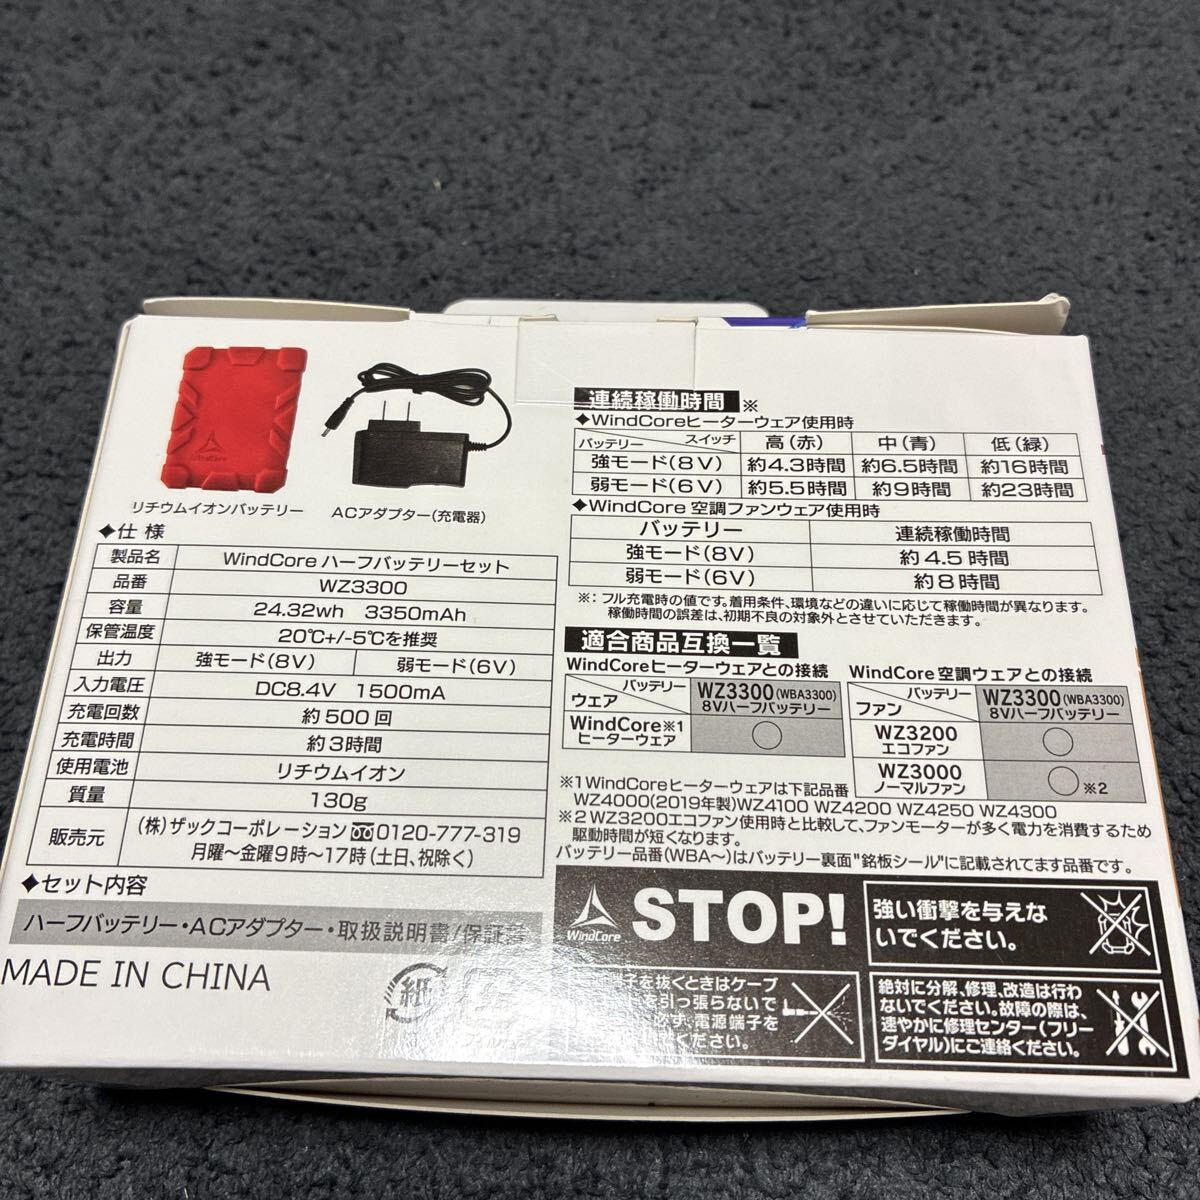 WindCore
リチウムイオンバッテリー
ACアダプター(充電器)
◆仕 様
製品名 WindCore ハーフバッテリーセット
品番 WZ3300
容量 24.32wh 3350mAh
保管温度 20℃+/-5℃を推奨
出力 強モード(8V) 弱モード(6V)
入力電圧 DC8.4V 1500mA
充電回数 約500回
充電時間 約3時間
使用電池 リチウムイオン
質量 130g
販売元 (株)ザックコーポレーション 0120-777-319
月曜～金曜9時～17時(土日、祝除く)
◆セット内容
ハーフバッテリー・ACアダプター・取扱説明書/保証書
MADE IN CHINA
紙
連続稼働時間 ※
◆WindCoreヒーターウェア使用時
バッテリー スイッチ 高(赤) 中(青) 低(緑)
強モード(8V) 約4.3時間 約6.5時間 約16時間
弱モード(6V) 約5.5時間 約9時間 約23時間
◆WindCore 空調ファンウェア使用時
バッテリー 連続稼働時間
強モード(8V) 約4.5時間
弱モード(6V) 約8時間
※:フル充電時の値です。着用条件、環境などの違いに応じて稼働時間が異なります。
稼働時間の誤差は、初期不良の対象外とさせていただきます。
適合商品互換一覧
WindCoreヒーターウェアとの接続
バッテリー
ウェア
WZ3300(WBA3300)
8Vハーフバッテリー
WindCore※1
ヒーターウェア
○
WindCore 空調ウェアとの接続
バッテリー
ファン
WZ3300(WBA3300)
8Vハーフバッテリー
WZ3200
エコファン
○
WZ3000
ノーマルファン
○※2
※1 WindCoreヒーターウェアは下記品番
WZ4000(2019年製)WZ4100 WZ4200 WZ4250 WZ4300
※2 WZ3200エコファン使用時と比較して、ファンモーターが多く電力を消費するため
駆動時間が短くなります。
バッテリー品番(WBA～)はバッテリー裏面"銘板シール"に記載されてます品番です。
WindCore
STOP!
強い衝撃を与えな
いでください。
子を抜くときはケーブ
を引っ張らないで
必ず、電源端子を
ください。
絶対に分解、修理、改造は行わ
ないでください。故障の際は、
速やかに修理センター(フリー
ダイヤル)にご連絡ください。